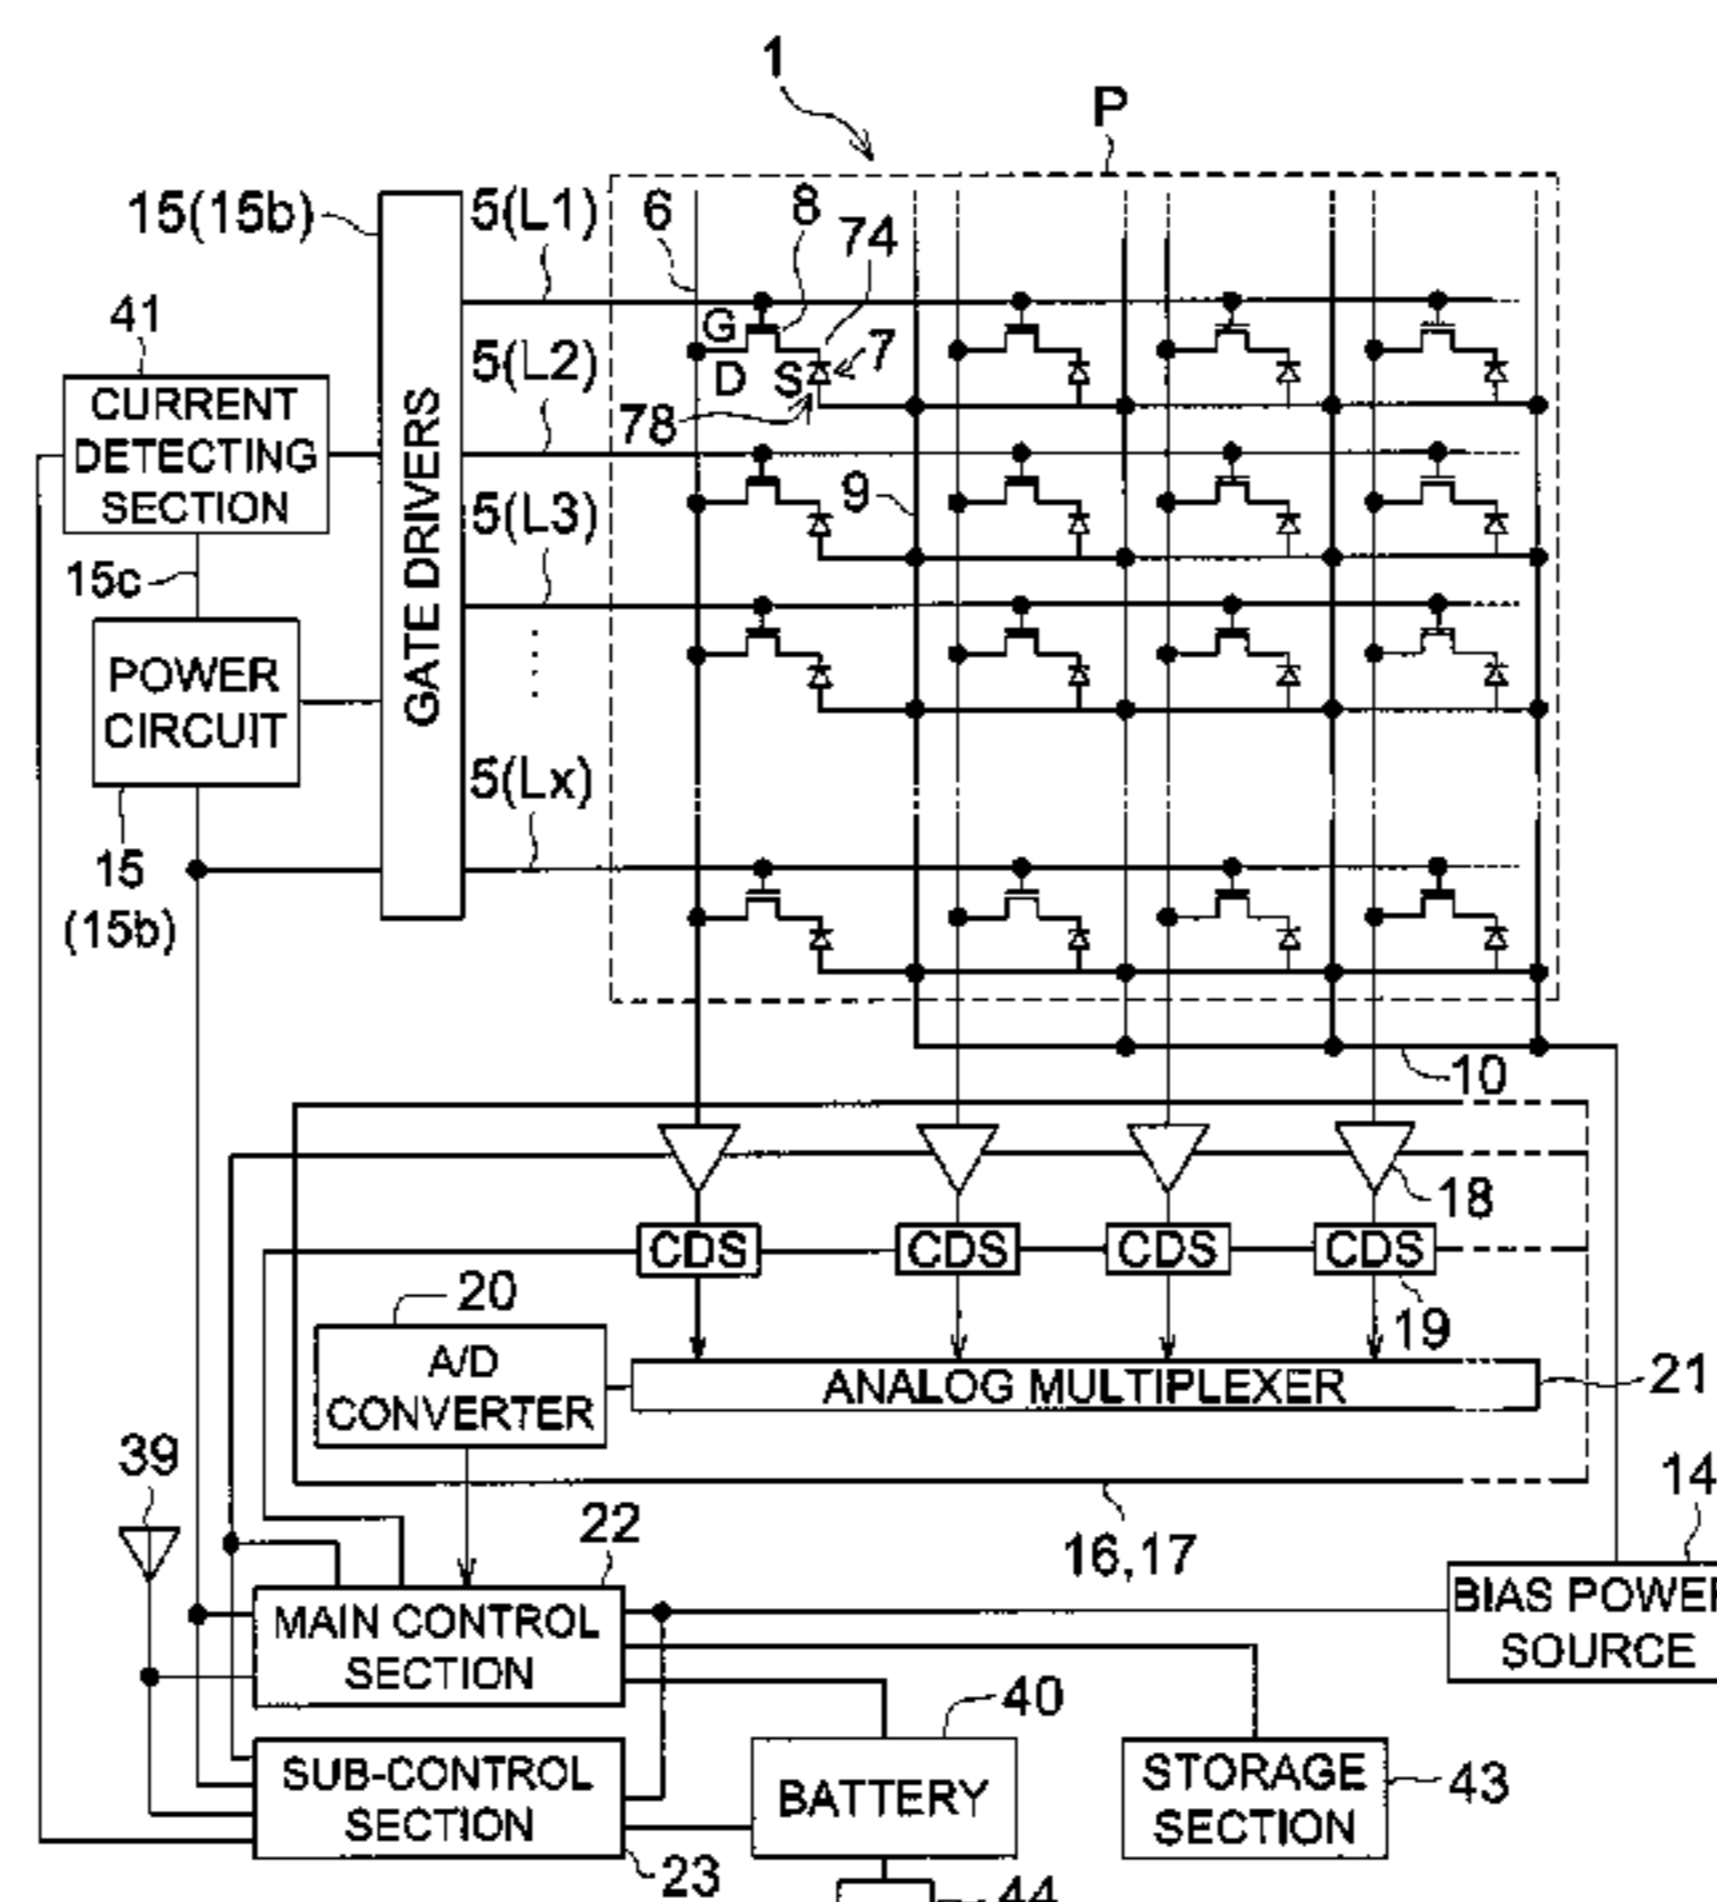 1
P
15(15b)
5(L1)
6
8
74
41
G
7
5(L2)
D
S
CURRENT
DETECTING
SECTION
78
GATE DRIVERS
9
5(L3)
15c
POWER
CIRCUIT
5(Lx)
15
(15b)
10
18
CDS
CDS
CDS
CDS
20
19
A/D
CONVERTER
ANALOG MULTIPLEXER
21
39
14
22
16,17
MAIN CONTROL
SECTION
BIAS POWER
SOURCE
40
SUB-CONTROL
SECTION
BATTERY
STORAGE
SECTION
43
23
44